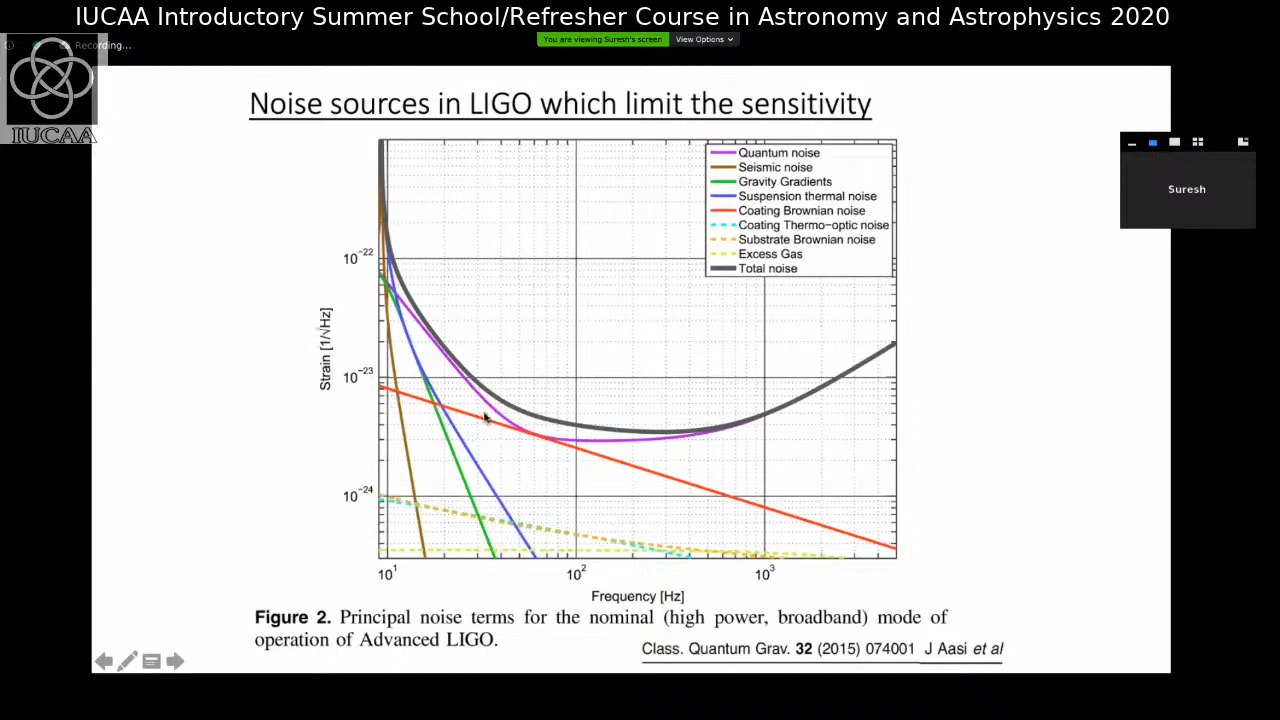 IUCAA Introductory Summer School/Refresher Course in Astronomy and Astrophysics 2020
You are viewing Suresh's screen
View Options
Recording...
IUCAA
Noise sources in LIGO which limit the sensitivity
Quantum noise
Seismic noise
Gravity Gradients
Suspension thermal noise
Coating Brownian noise
Coating Thermo-optic noise
Substrate Brownian noise
Excess Gas
Total noise
Suresh
10⁻²²
10⁻²³
10⁻²⁴
Strain [1/√Hz]
10¹
10²
10³
Frequency [Hz]
Figure 2. Principal noise terms for the nominal (high power, broadband) mode of
operation of Advanced LIGO.
Class. Quantum Grav. 32 (2015) 074001 J Aasi et al